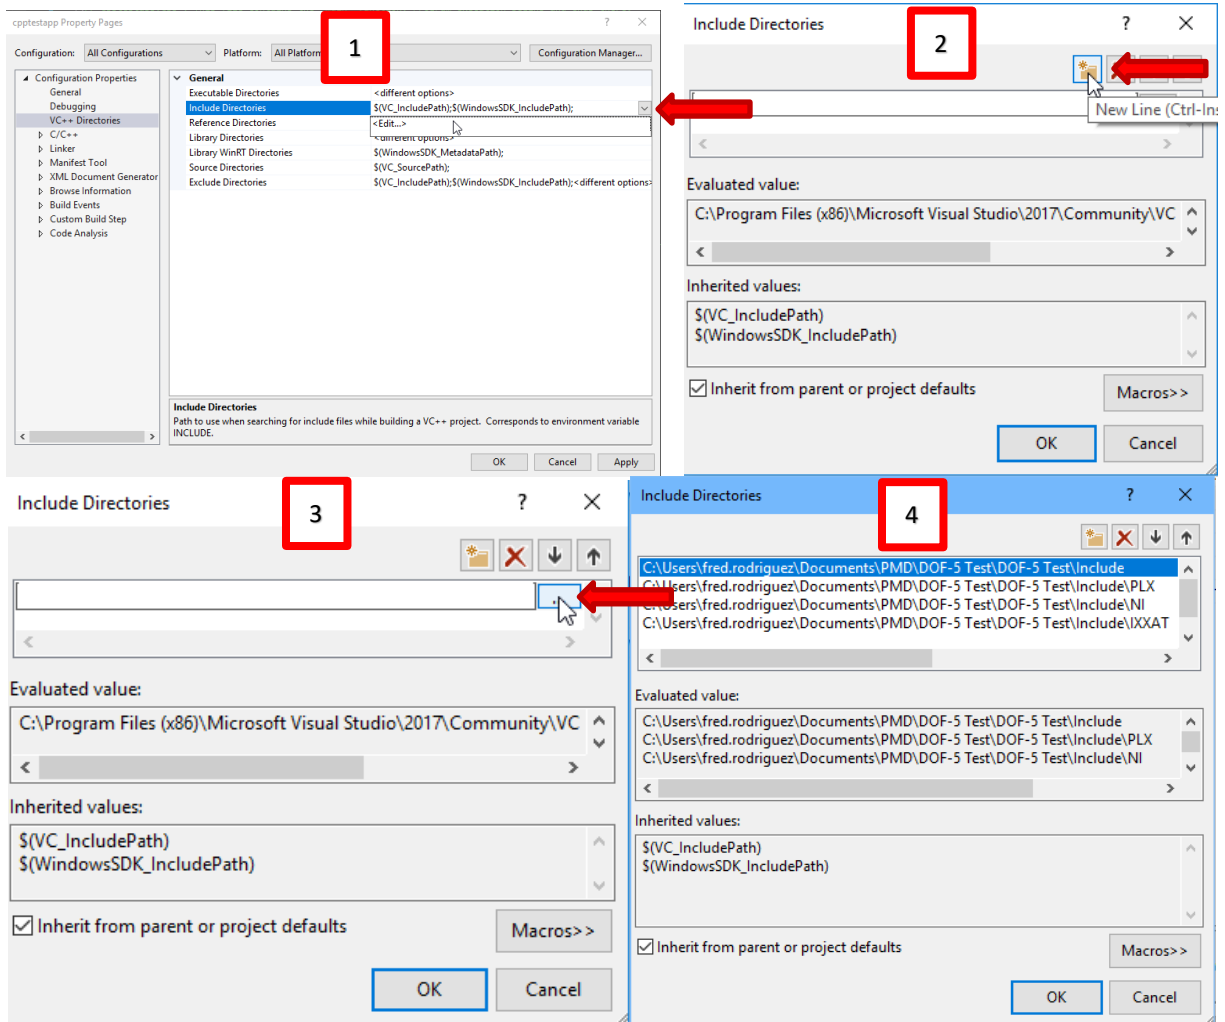 cpptestapp Property Pages
1
Configuration: All Configurations Platform: All Platform Configuration Manager...
Configuration Properties
General
Debugging
VC++ Directories
C/C++
Linker
Manifest Tool
XML Document Generator
Browse Information
Build Events
Custom Build Step
Code Analysis
General
Executable Directories <different options>
Include Directories $(VC_IncludePath);$(WindowsSDK_IncludePath);
Reference Directories <Edit...>
Library Directories <different options>
Library WinRT Directories $(WindowsSDK_MetadataPath);
Source Directories $(VC_SourcePath);
Exclude Directories $(VC_IncludePath);$(WindowsSDK_IncludePath);<different options>
Include Directories
Path to use when searching for include files while building a VC++ project. Corresponds to environment variable
INCLUDE.
OK Cancel Apply
Include Directories
2
New Line (Ctrl-Ins
Evaluated value:
C:\Program Files (x86)\Microsoft Visual Studio\2017\Community\VC
Inherited values:
$(VC_IncludePath)
$(WindowsSDK_IncludePath)
Inherit from parent or project defaults
Macros>>
OK Cancel
Include Directories
3
Evaluated value:
C:\Program Files (x86)\Microsoft Visual Studio\2017\Community\VC
Inherited values:
$(VC_IncludePath)
$(WindowsSDK_IncludePath)
Inherit from parent or project defaults
Macros>>
OK Cancel
Include Directories
4
C:\Users\fred.rodriguez\Documents\PMD\DOF-5 Test\DOF-5 Test\Include
C:\Users\fred.rodriguez\Documents\PMD\DOF-5 Test\DOF-5 Test\Include\PLX
C:\Users\fred.rodriguez\Documents\PMD\DOF-5 Test\DOF-5 Test\Include\NI
C:\Users\fred.rodriguez\Documents\PMD\DOF-5 Test\DOF-5 Test\Include\IXXAT
Evaluated value:
C:\Users\fred.rodriguez\Documents\PMD\DOF-5 Test\DOF-5 Test\Include
C:\Users\fred.rodriguez\Documents\PMD\DOF-5 Test\DOF-5 Test\Include\PLX
C:\Users\fred.rodriguez\Documents\PMD\DOF-5 Test\DOF-5 Test\Include\NI
Inherited values:
$(VC_IncludePath)
$(WindowsSDK_IncludePath)
Inherit from parent or project defaults
Macros>>
OK Cancel